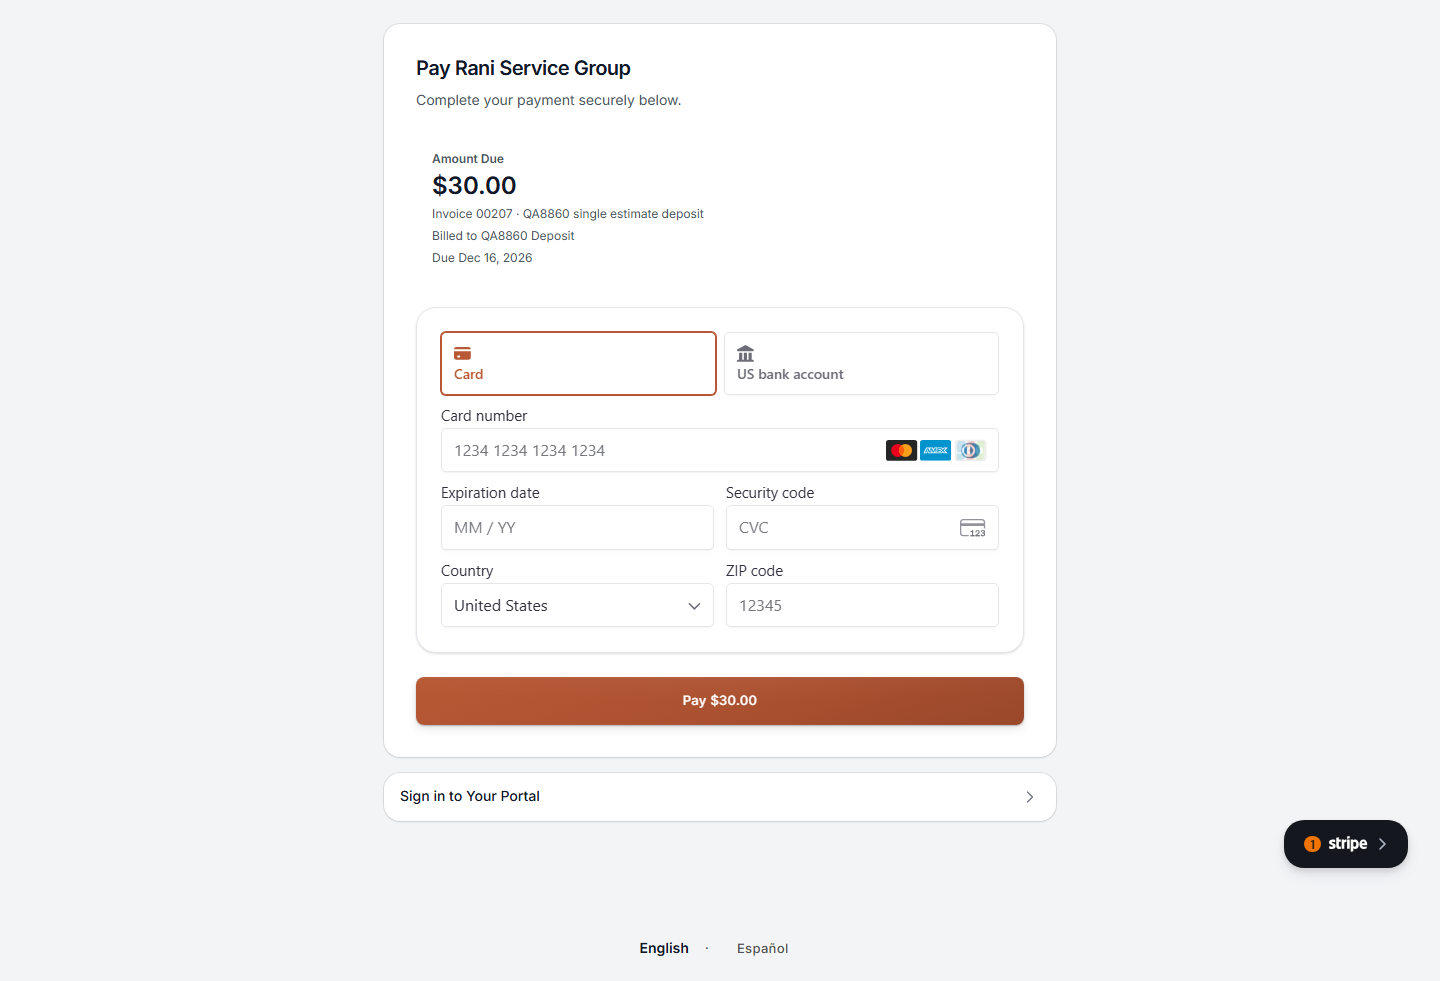 Pay Rani Service Group
Complete your payment securely below.
Amount Due
$30.00
Invoice 00207 · QA8860 single estimate deposit
Billed to QA8860 Deposit
Due Dec 16, 2026
Card
US bank account
Card number
1234 1234 1234 1234
AMEX
Expiration date
Security code
MM / YY
CVC
123
Country
ZIP code
United States
12345
Pay $30.00
Sign in to Your Portal
1 stripe
English · Español